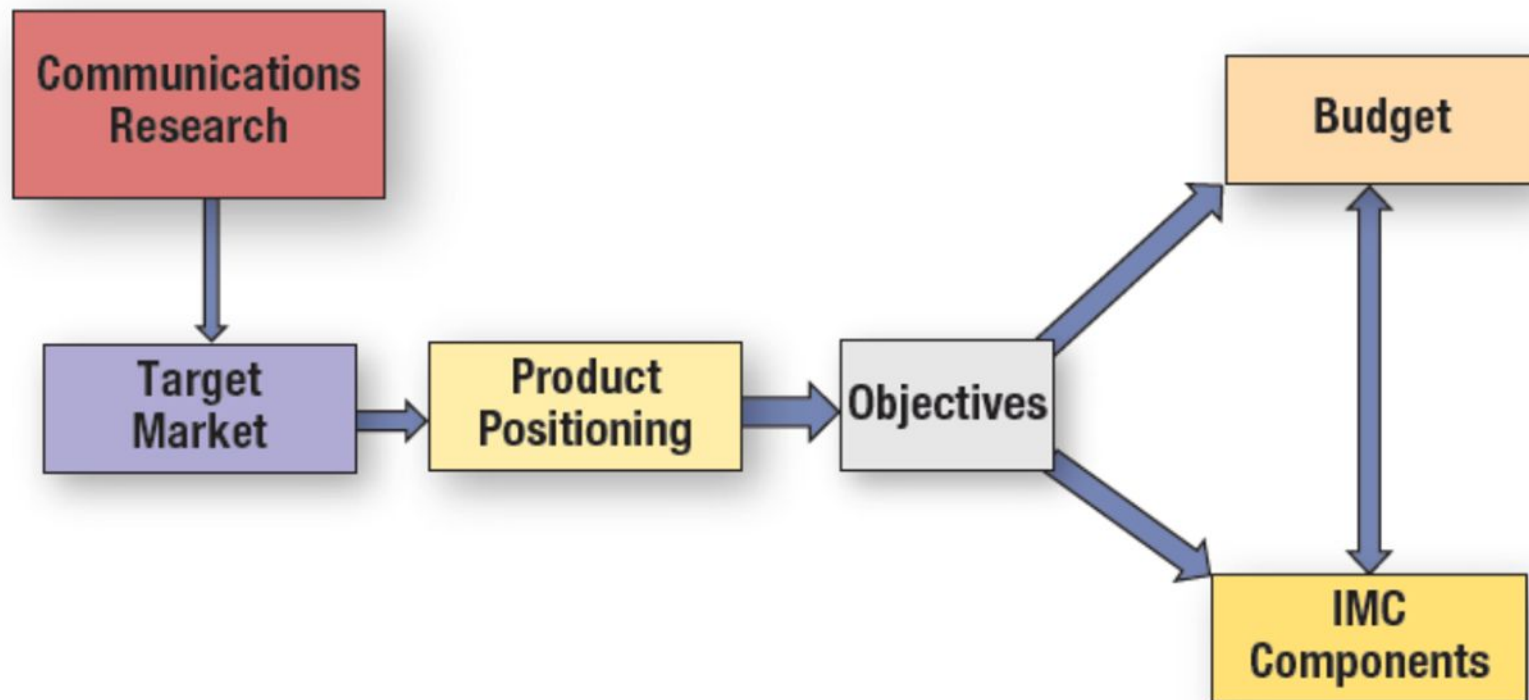 Communications
Research
Budget
Target
Market
Product
Positioning
Objectives
IMC
Components